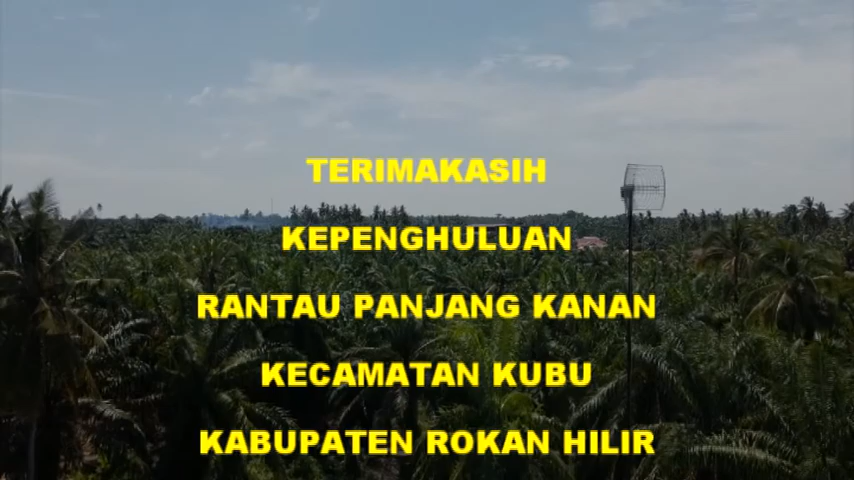 TERIMAKASIH
KEPENGHULUAN
RANTAU PANJANG KANAN
KECAMATAN KUBU
KABUPATEN ROKAN HILIR